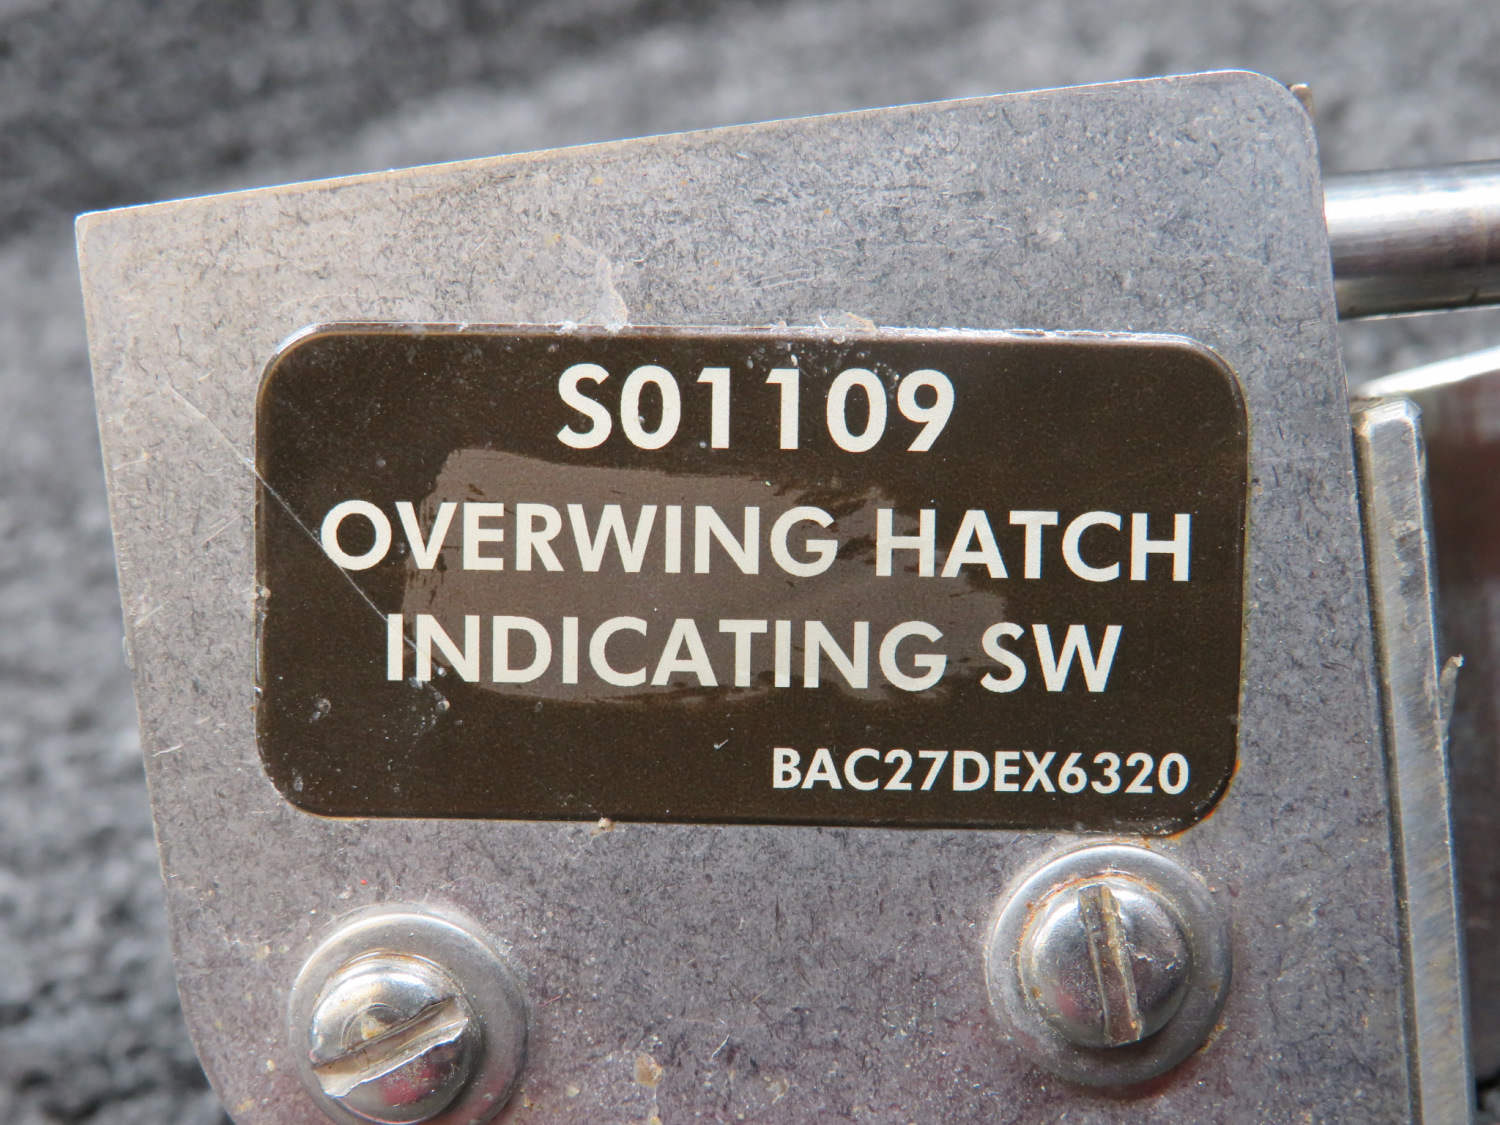 S01109
OVERWING HATCH
INDICATING SW
BAC27DEX6320